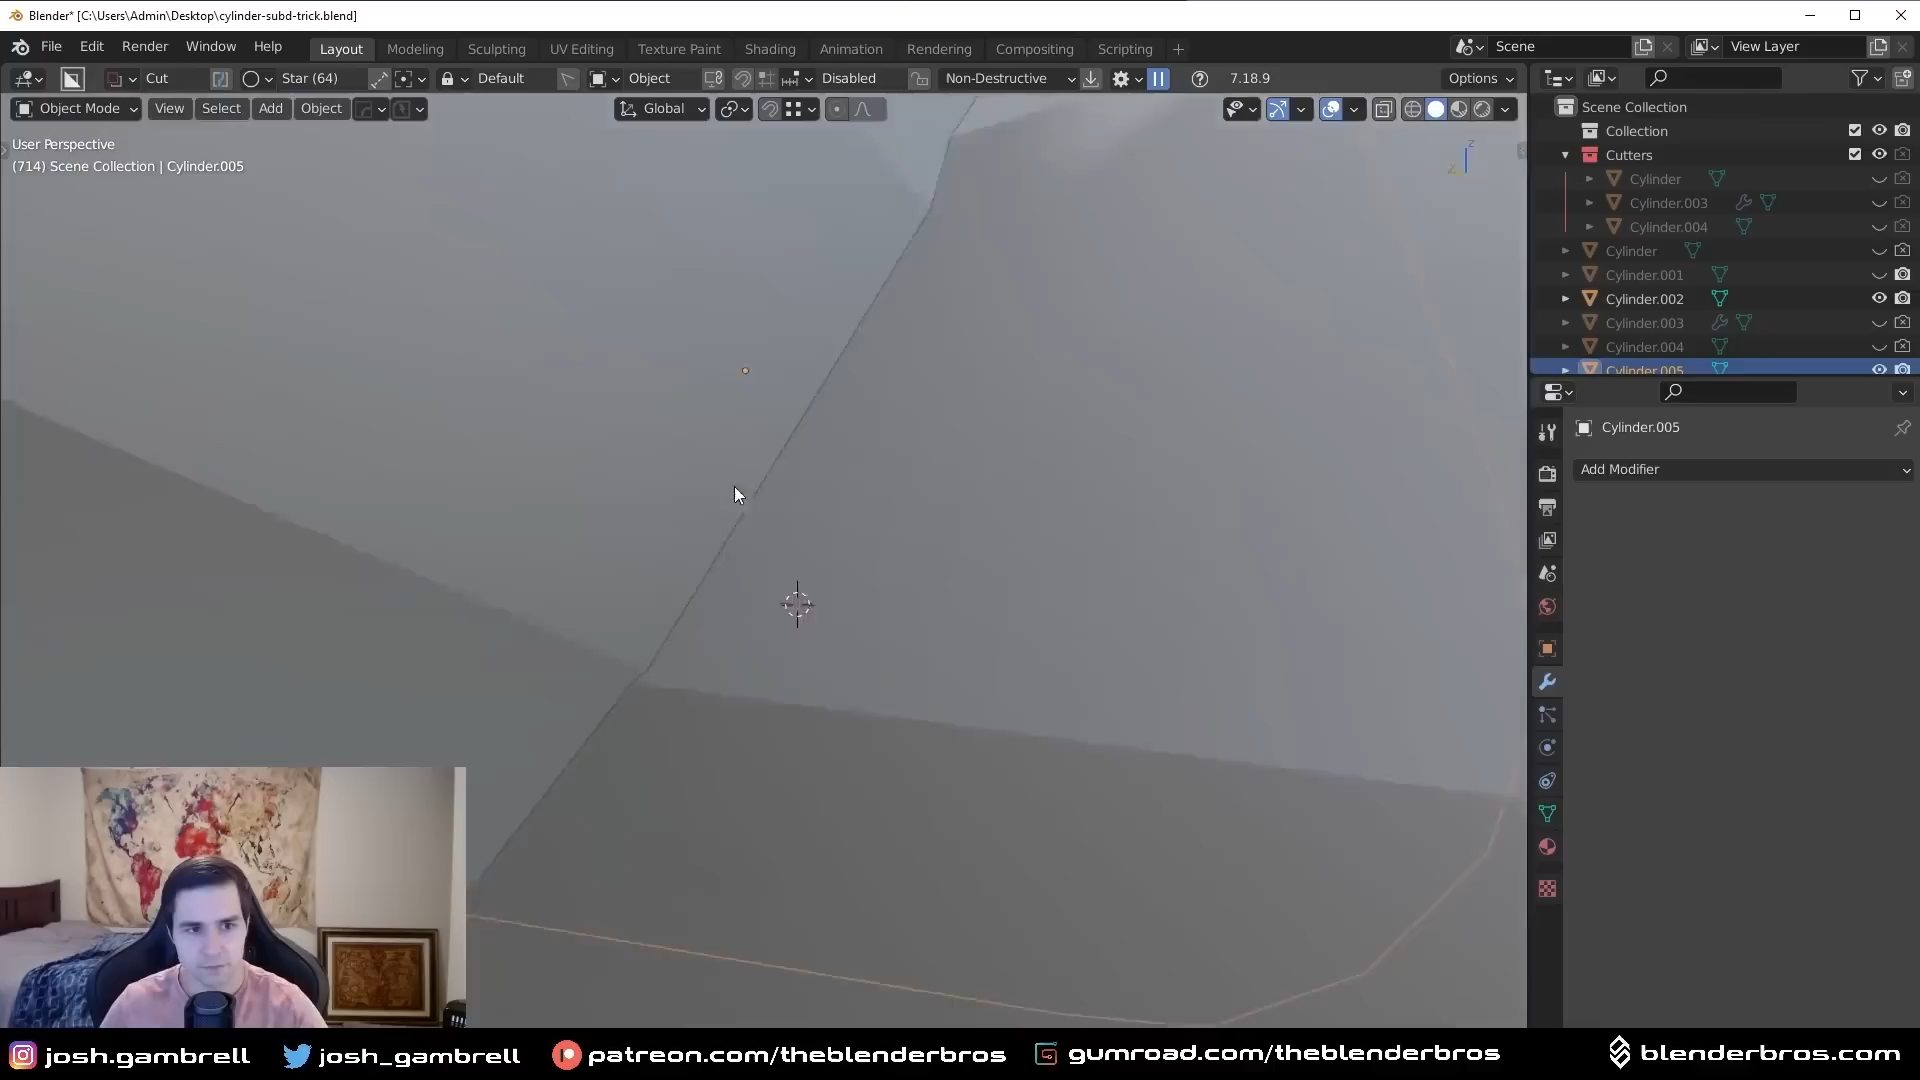 Blender* [C:\Users\Admin\Desktop\cylinder-subd-trick.blend]
File Edit Render Window Help Layout Modeling Sculpting UV Editing Texture Paint Shading Animation Rendering Compositing Scripting + Scene View Layer
Cut Star (64) Default Object Disabled Non-Destructive 7.18.9 Options
Object Mode View Select Add Object Global
User Perspective
(714) Scene Collection | Cylinder.005
Z
Scene Collection
Collection
Cutters
Cylinder
Cylinder.003
Cylinder.004
Cylinder
Cylinder.001
Cylinder.002
Cylinder.003
Cylinder.004
Cylinder.005
Cylinder.005
Add Modifier
josh.gambrell josh_gambrell patreon.com/theblenderbros gumroad.com/theblenderbros blenderbros.com